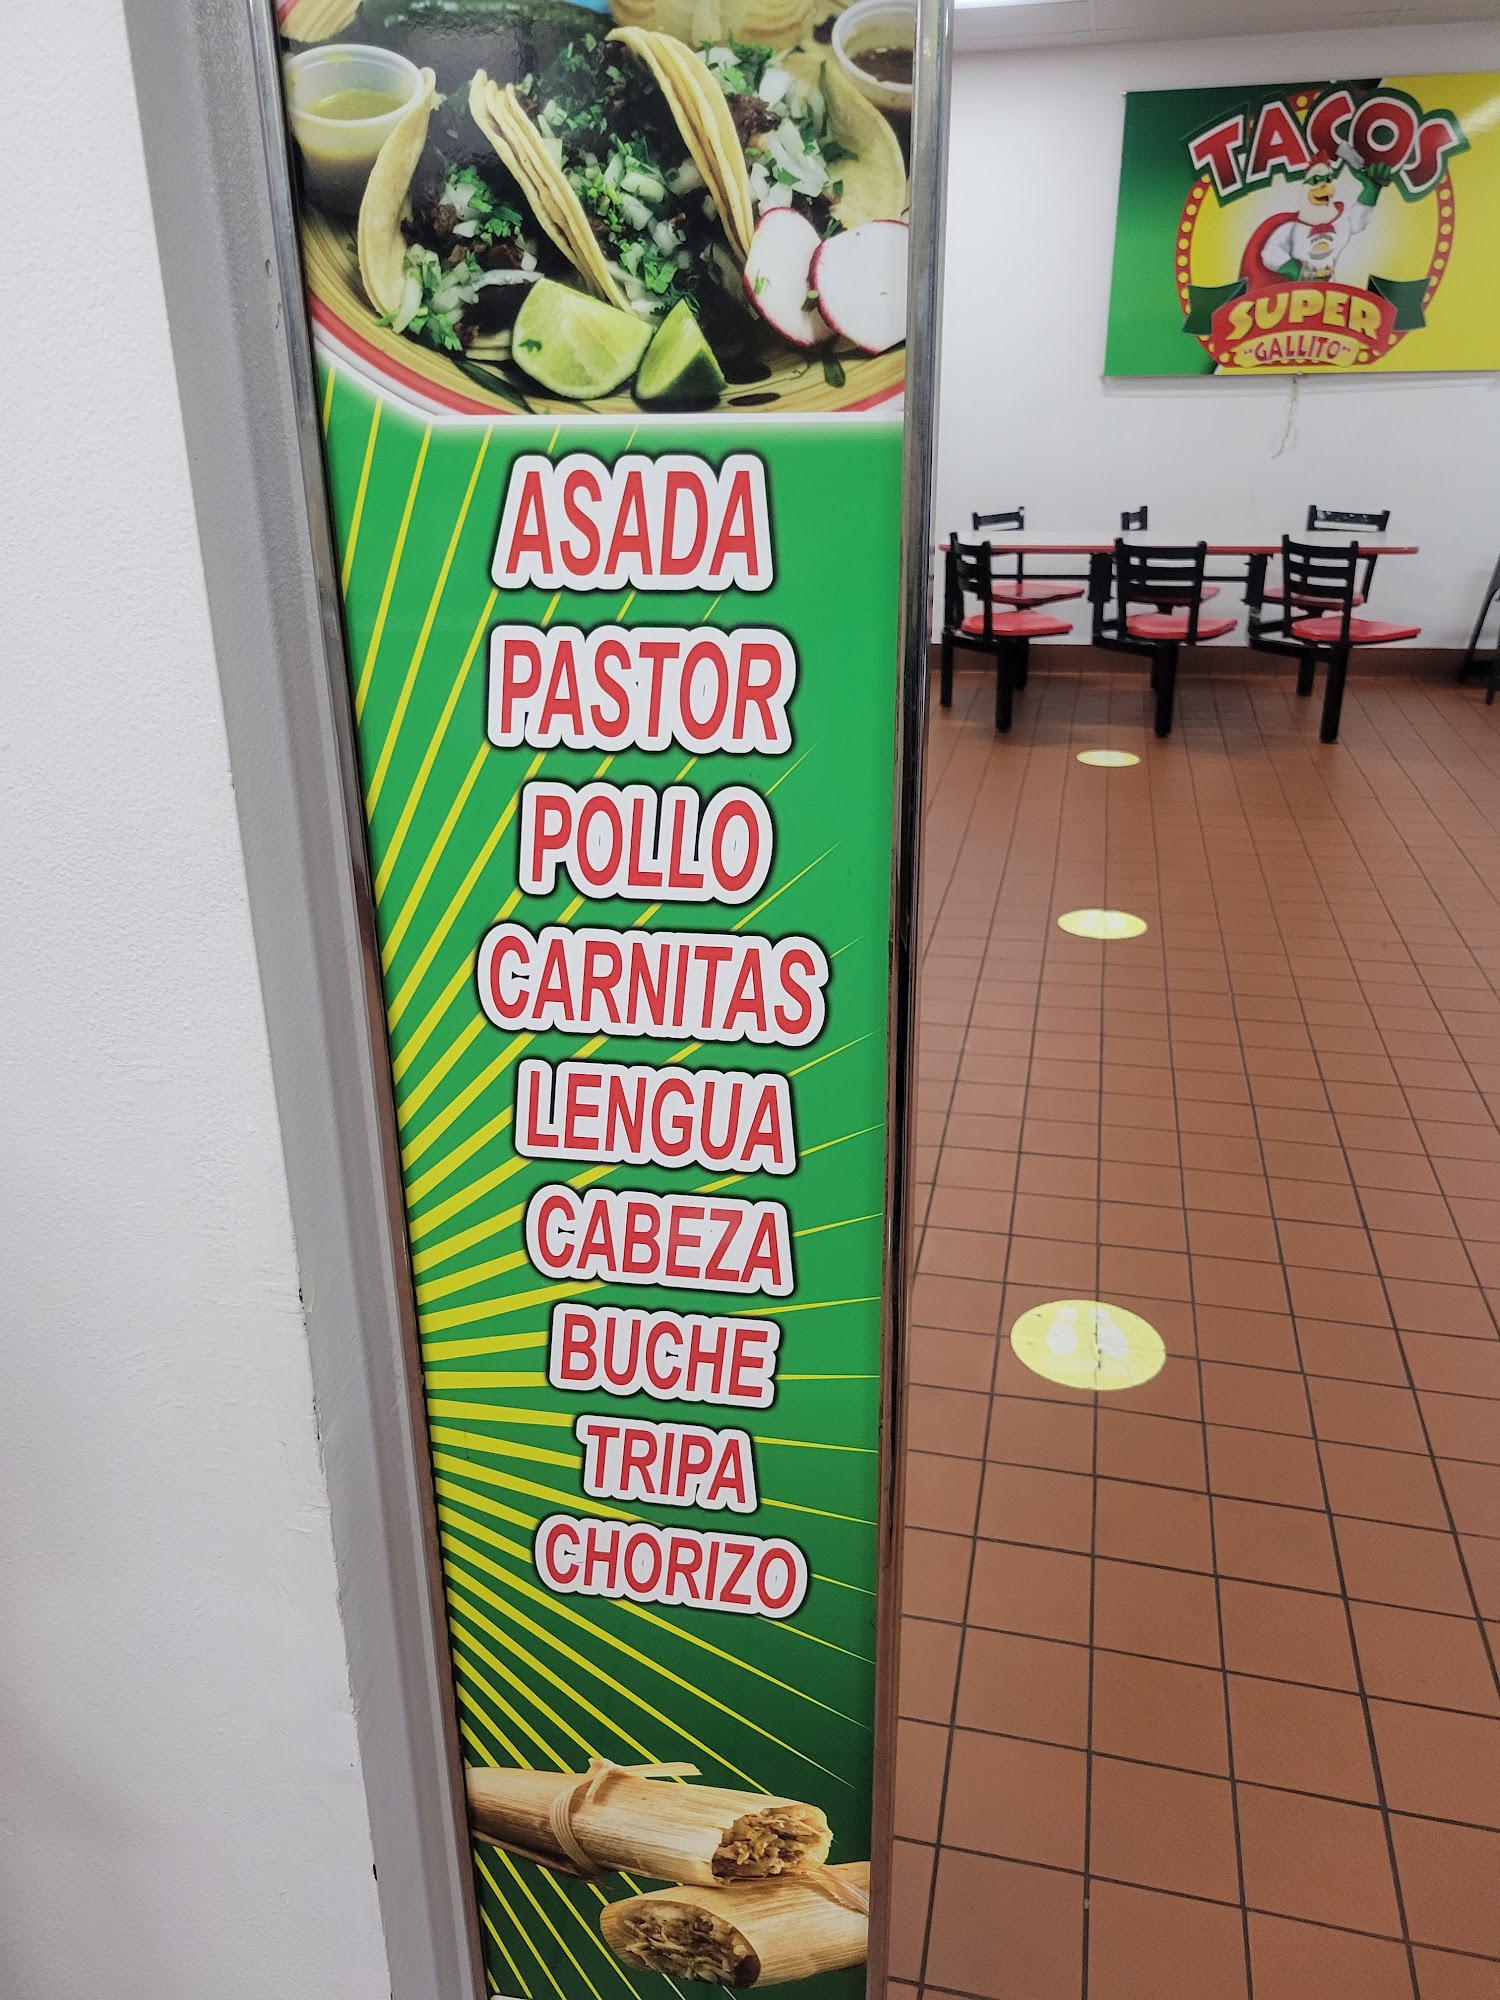 ASADA
PASTOR
POLLO
CARNITAS
LENGUA
CABEZA
BUCHE
TRIPA
CHORIZO
TACOS
SUPER
"GALLITO"